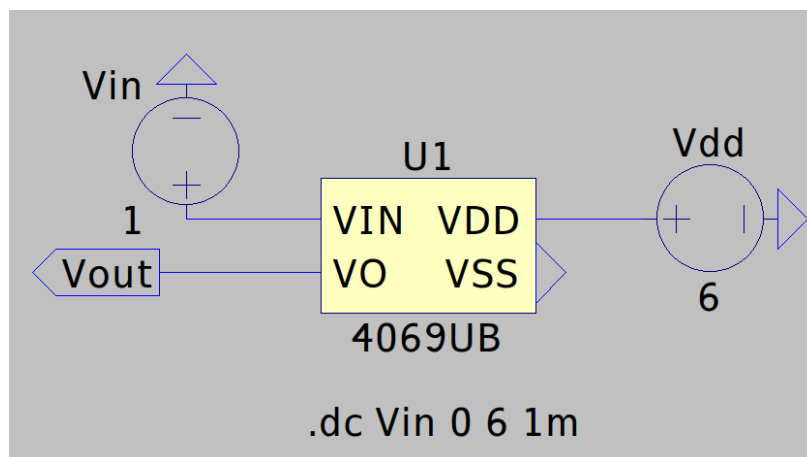 Vin
1
U1
VIN VDD
VO VSS
4069UB
Vdd
6
Vout
.dc Vin 0 6 1m